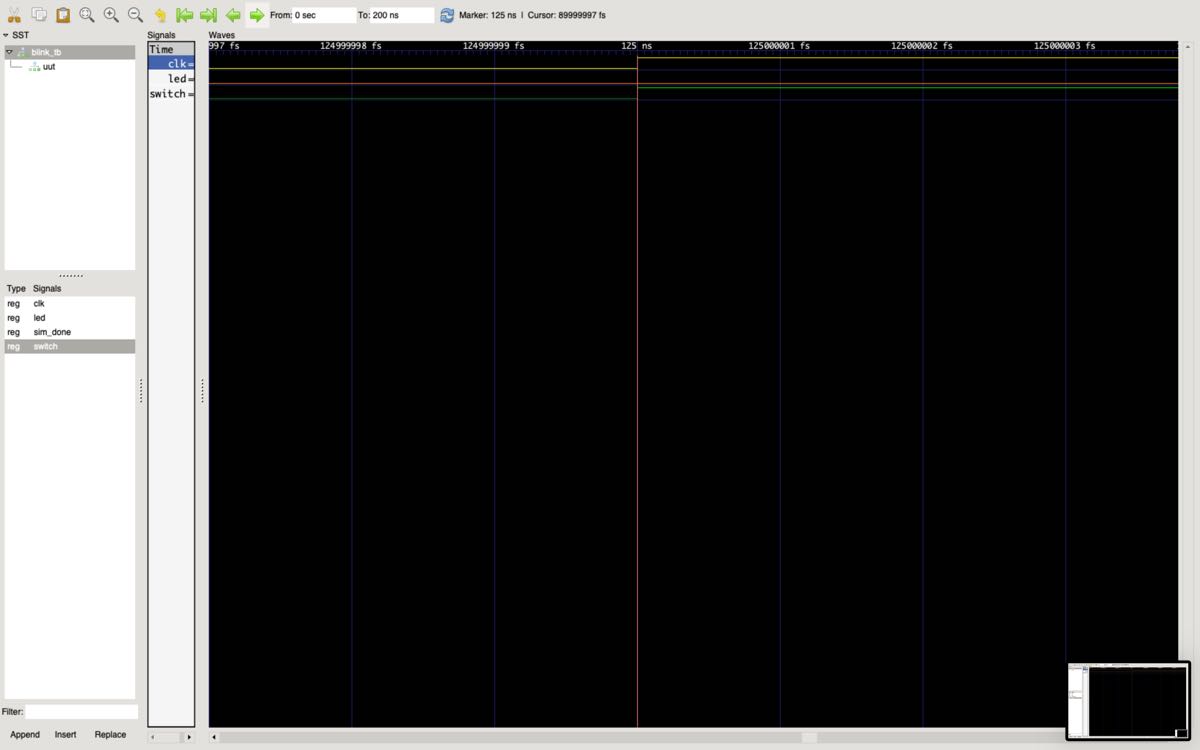 From: 0 sec To: 200 ns Marker: 125 ns | Cursor: 89999997 fs
SST
blink_tb
uut
Type Signals
reg clk
reg led
reg sim_done
reg switch
Filter:
Append Insert Replace
Signals
Time
clk=
led=
switch=
Waves
997 fs 124999998 fs 124999999 fs 125 ns 125000001 fs 125000002 fs 125000003 fs